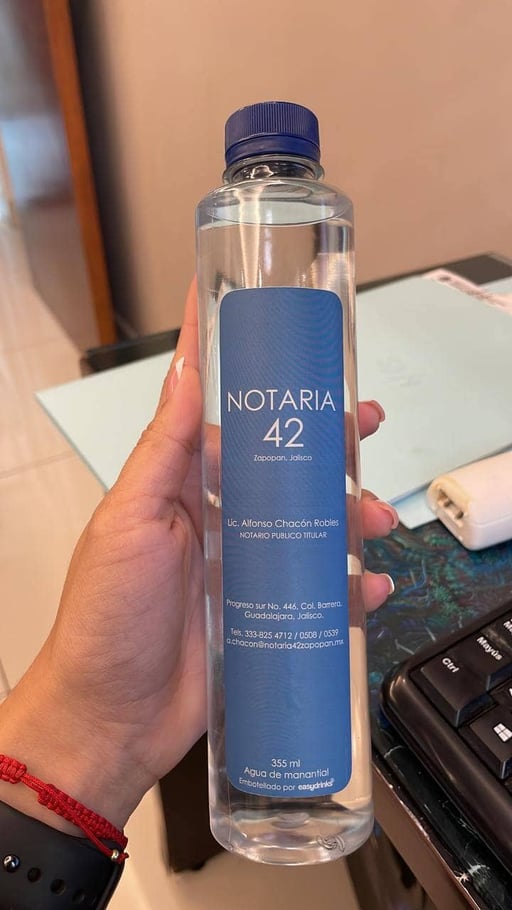 NOTARIA
42
Zapopan, Jalisco
Lic. Alfonso Chacón Robles
NOTARIO PUBLICO TITULAR
Progreso sur No. 446. Col. Barrera,
Guadalajara, Jalisco.
Tels. 333-825 4712 / 0508 / 0539
a.chacon@notaria42zapopan.mx
355 ml
Agua de manantial
Embotellado por easydrinks®
Ctrl
Mayús